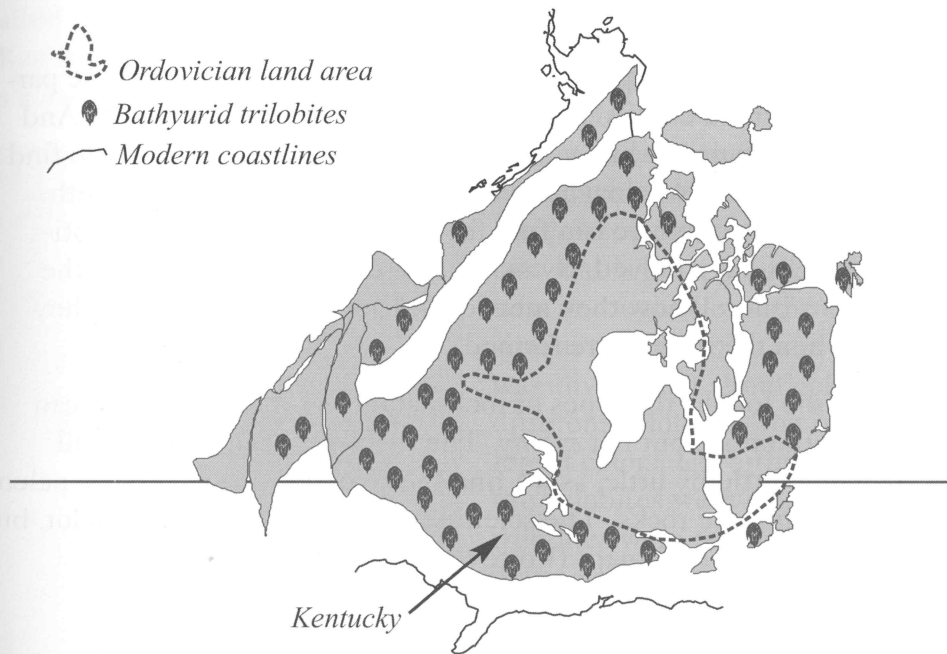 Ordovician land area
Bathyurid trilobites
Modern coastlines
Kentucky